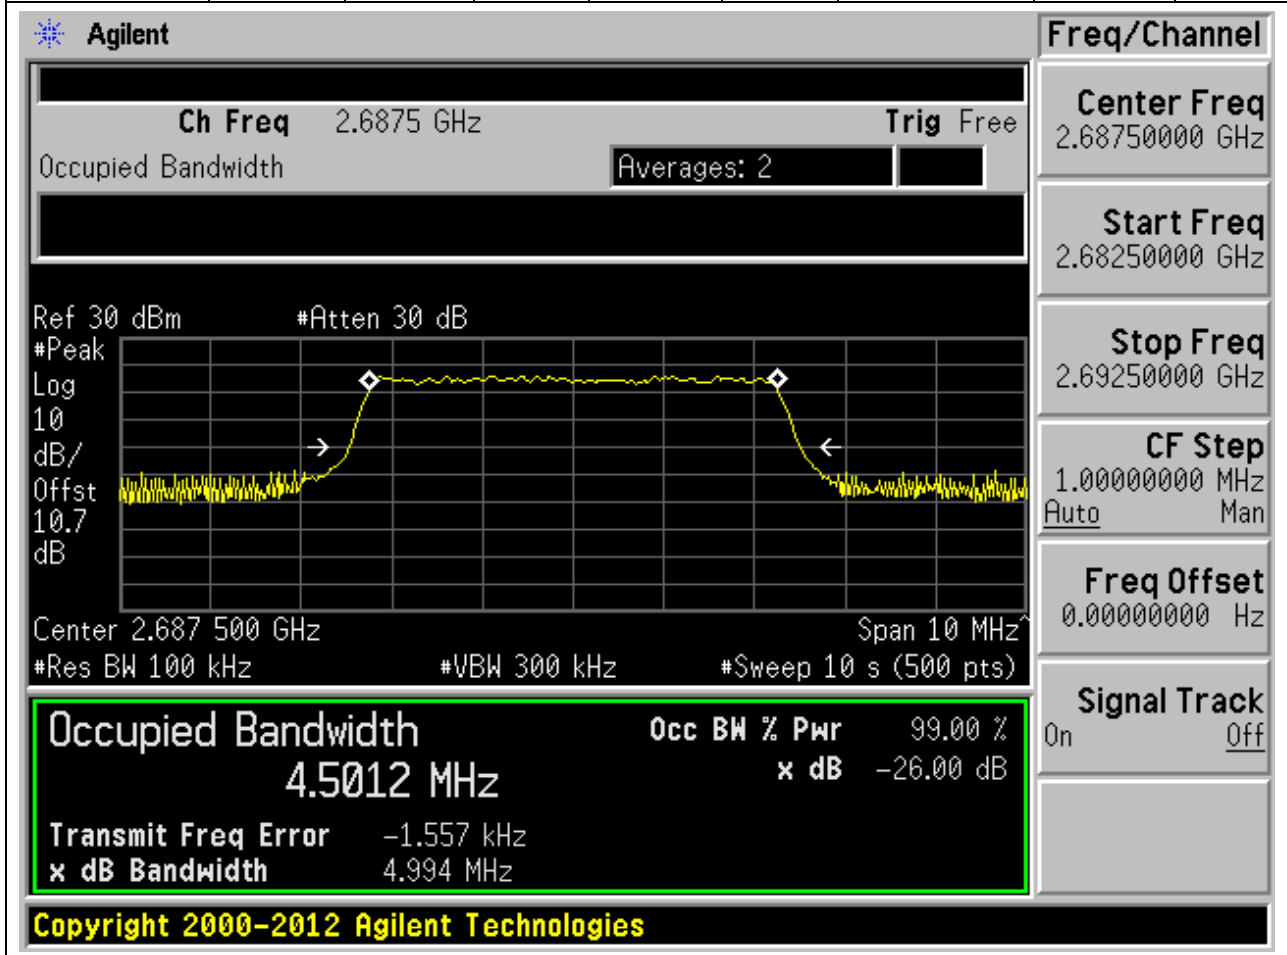 Agilent
Freq/Channel
Ch Freq 2.6875 GHz Trig Free
Occupied Bandwidth Averages: 2
Center Freq
2.68750000 GHz
Start Freq
2.68250000 GHz
Stop Freq
2.69250000 GHz
CF Step
1.00000000 MHz
Auto Man
Freq Offset
0.00000000 Hz
Signal Track
On Off
Ref 30 dBm #Atten 30 dB
#Peak
Log
10
dB/
Offst
10.7
dB
Center 2.687 500 GHz Span 10 MHz^
#Res BW 100 kHz #VBW 300 kHz #Sweep 10 s (500 pts)
Occupied Bandwidth Occ BW % Pwr 99.00 %
4.5012 MHz x dB -26.00 dB
Transmit Freq Error -1.557 kHz
x dB Bandwidth 4.994 MHz
Copyright 2000-2012 Agilent Technologies